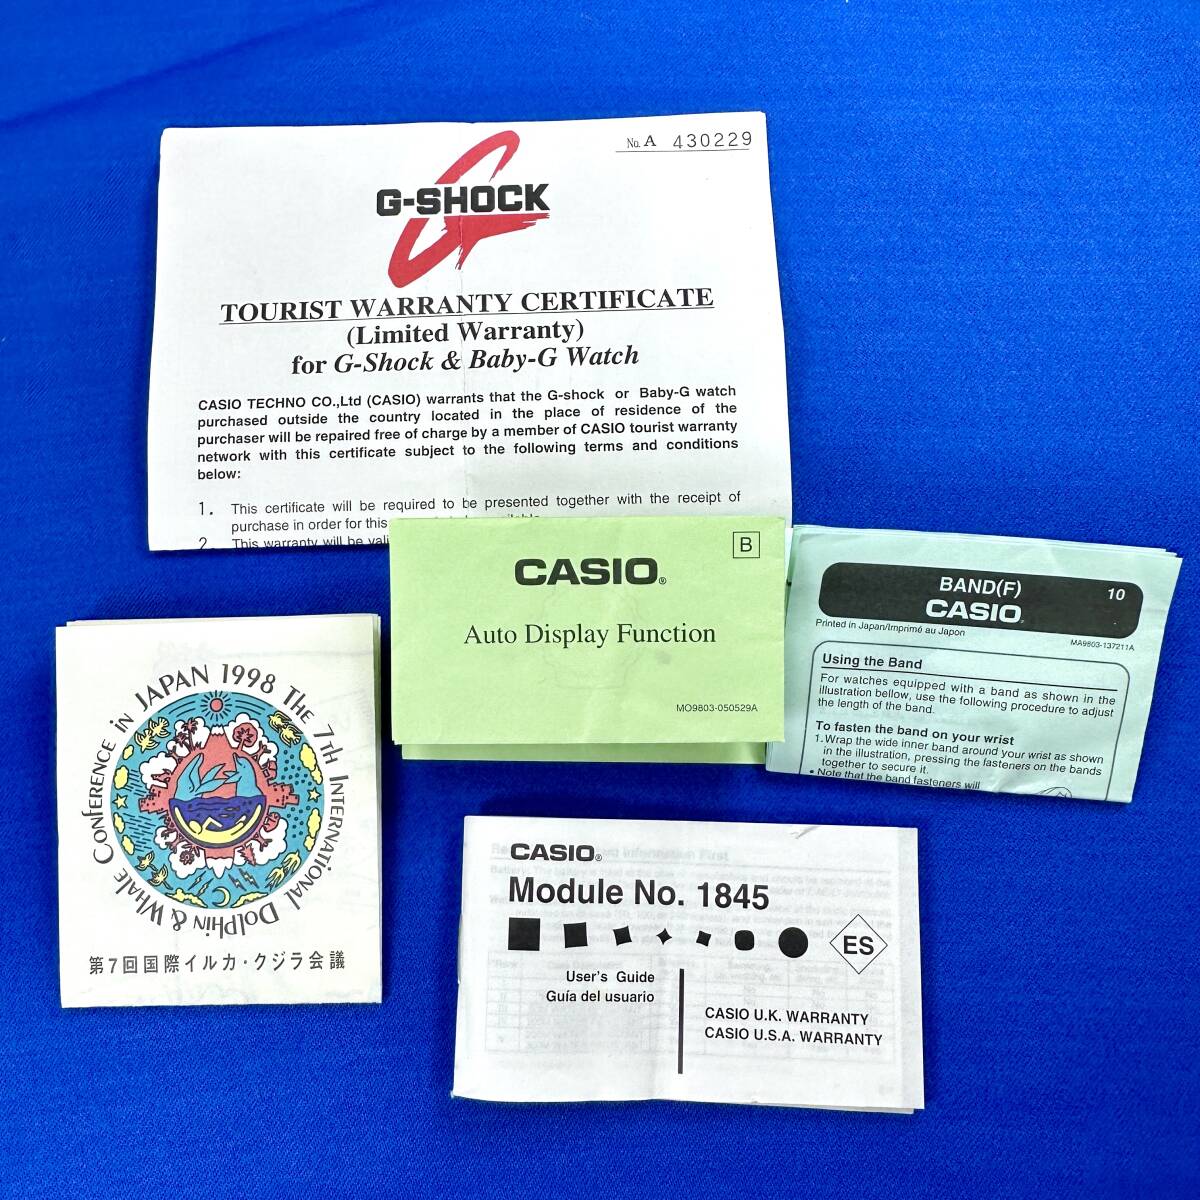 No. A 430229
G-SHOCK
TOURIST WARRANTY CERTIFICATE
(Limited Warranty)
for G-Shock & Baby-G Watch
CASIO TECHNO CO.,Ltd (CASIO) warrants that the G-shock or Baby-G watch
purchased outside the country located in the place of residence of the
purchaser will be repaired free of charge by a member of CASIO tourist warranty
network with this certificate subject to the following terms and conditions
below:
1. This certificate will be required to be presented together with the receipt of
purchase in order for this
2. This warranty will be
B
CASIO®
Auto Display Function
MO9803-050529A
BAND(F) 10
CASIO
Printed in Japan/Imprimé au Japon
MA9803-137211A
Using the Band
For watches equipped with a band as shown in the
illustration bellow, use the following procedure to adjust
the length of the band.
To fasten the band on your wrist
1.Wrap the wide inner band around your wrist as shown
in the illustration, pressing the fasteners on the bands
together to secure it.
• Note that the band fasteners will
THE 7TH INTERNATIONAL DOLPHIN & WHALE CONFERENCE in JAPAN 1998
第7回国際イルカ・クジラ会議
CASIO®
Module No. 1845
ES
User's Guide
Guía del usuario
CASIO U.K. WARRANTY
CASIO U.S.A. WARRANTY